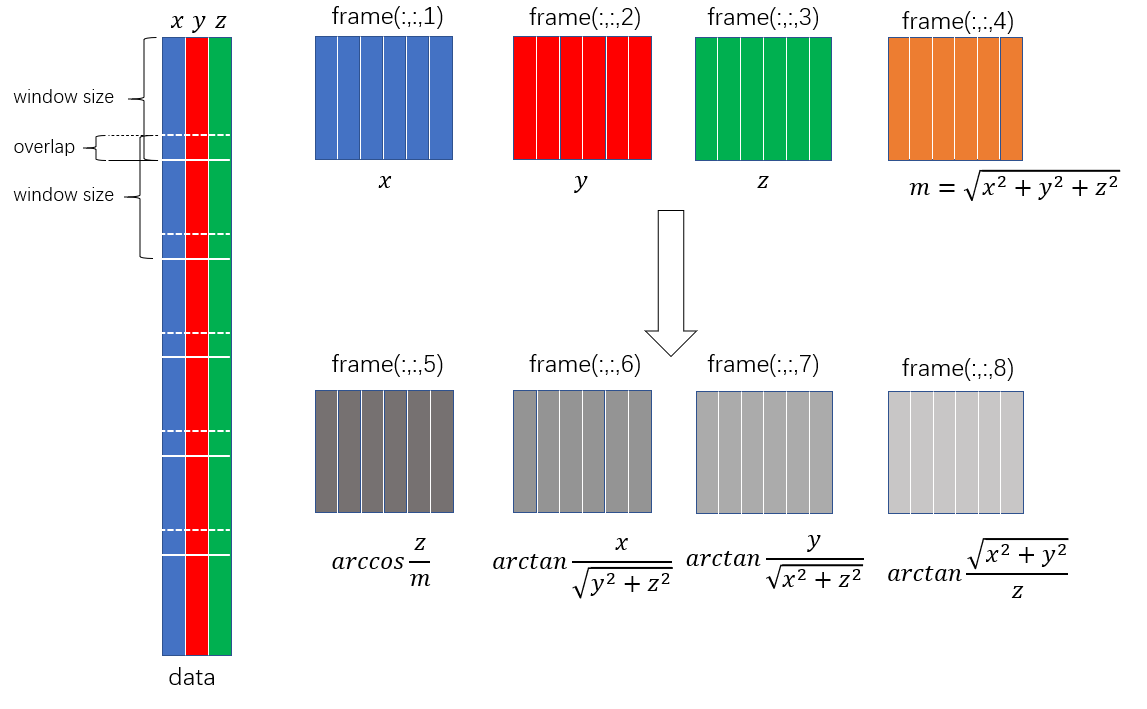 x y z
frame(:,:,1)
frame(:,:,2)
frame(:,:,3)
frame(:,:,4)
window size
overlap
window size
x
y
z
m = √(x² + y² + z²)
frame(:,:,5)
frame(:,:,6)
frame(:,:,7)
frame(:,:,8)
arccos z/m
arctan x/√(y² + z²)
arctan y/√(x² + z²)
arctan √(x² + y²)/z
data